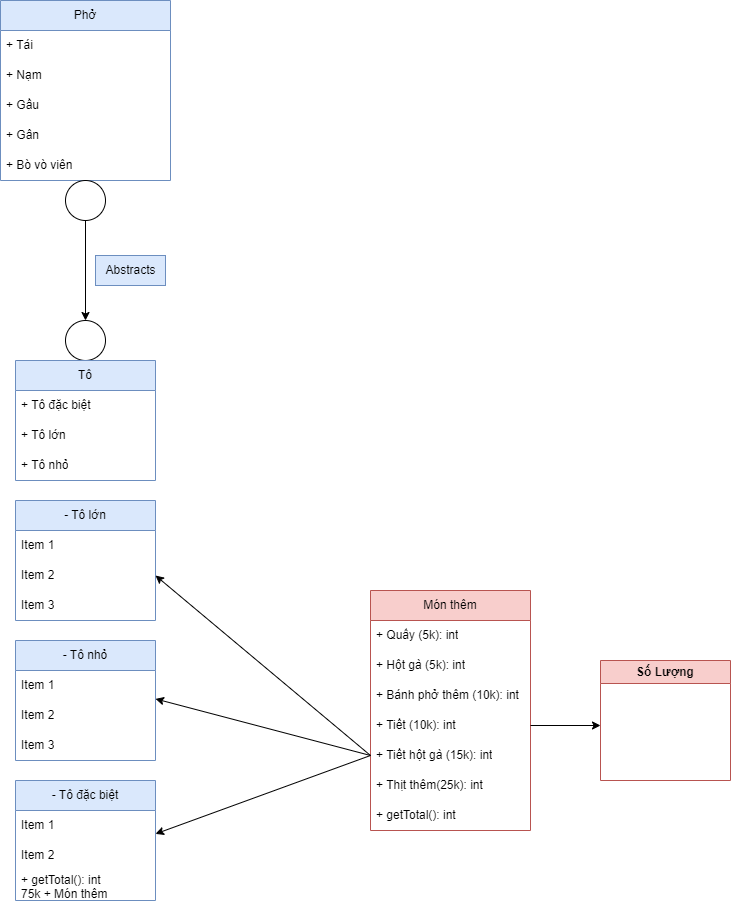 Phở
+ Tái
+ Nạm
+ Gầu
+ Gân
+ Bò vò viên
Abstracts
Tô
+ Tô đặc biệt
+ Tô lớn
+ Tô nhỏ
- Tô lớn
Item 1
Item 2
Item 3
- Tô nhỏ
Item 1
Item 2
Item 3
- Tô đặc biệt
Item 1
Item 2
+ getTotal(): int
75k + Món thêm
Món thêm
+ Quẩy (5k): int
+ Hột gà (5k): int
+ Bánh phở thêm (10k): int
+ Tiết (10k): int
+ Tiết hột gà (15k): int
+ Thịt thêm(25k): int
+ getTotal(): int
Số Lượng